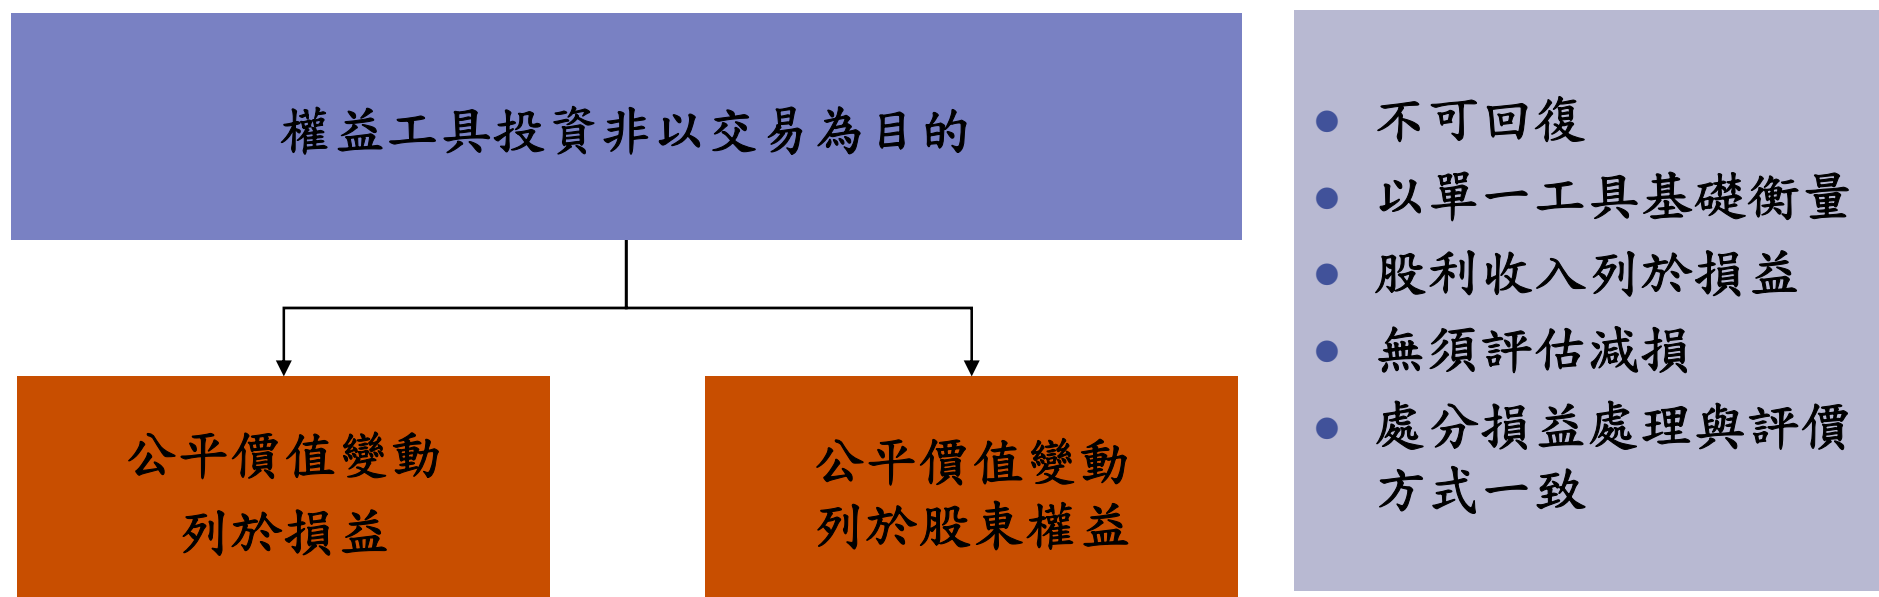 權益工具投資非以交易為目的
公平價值變動
列於損益
公平價值變動
列於股東權益
不可回復
以單一工具基礎衡量
股利收入列於損益
無須評估減損
處分損益處理與評價
方式一致